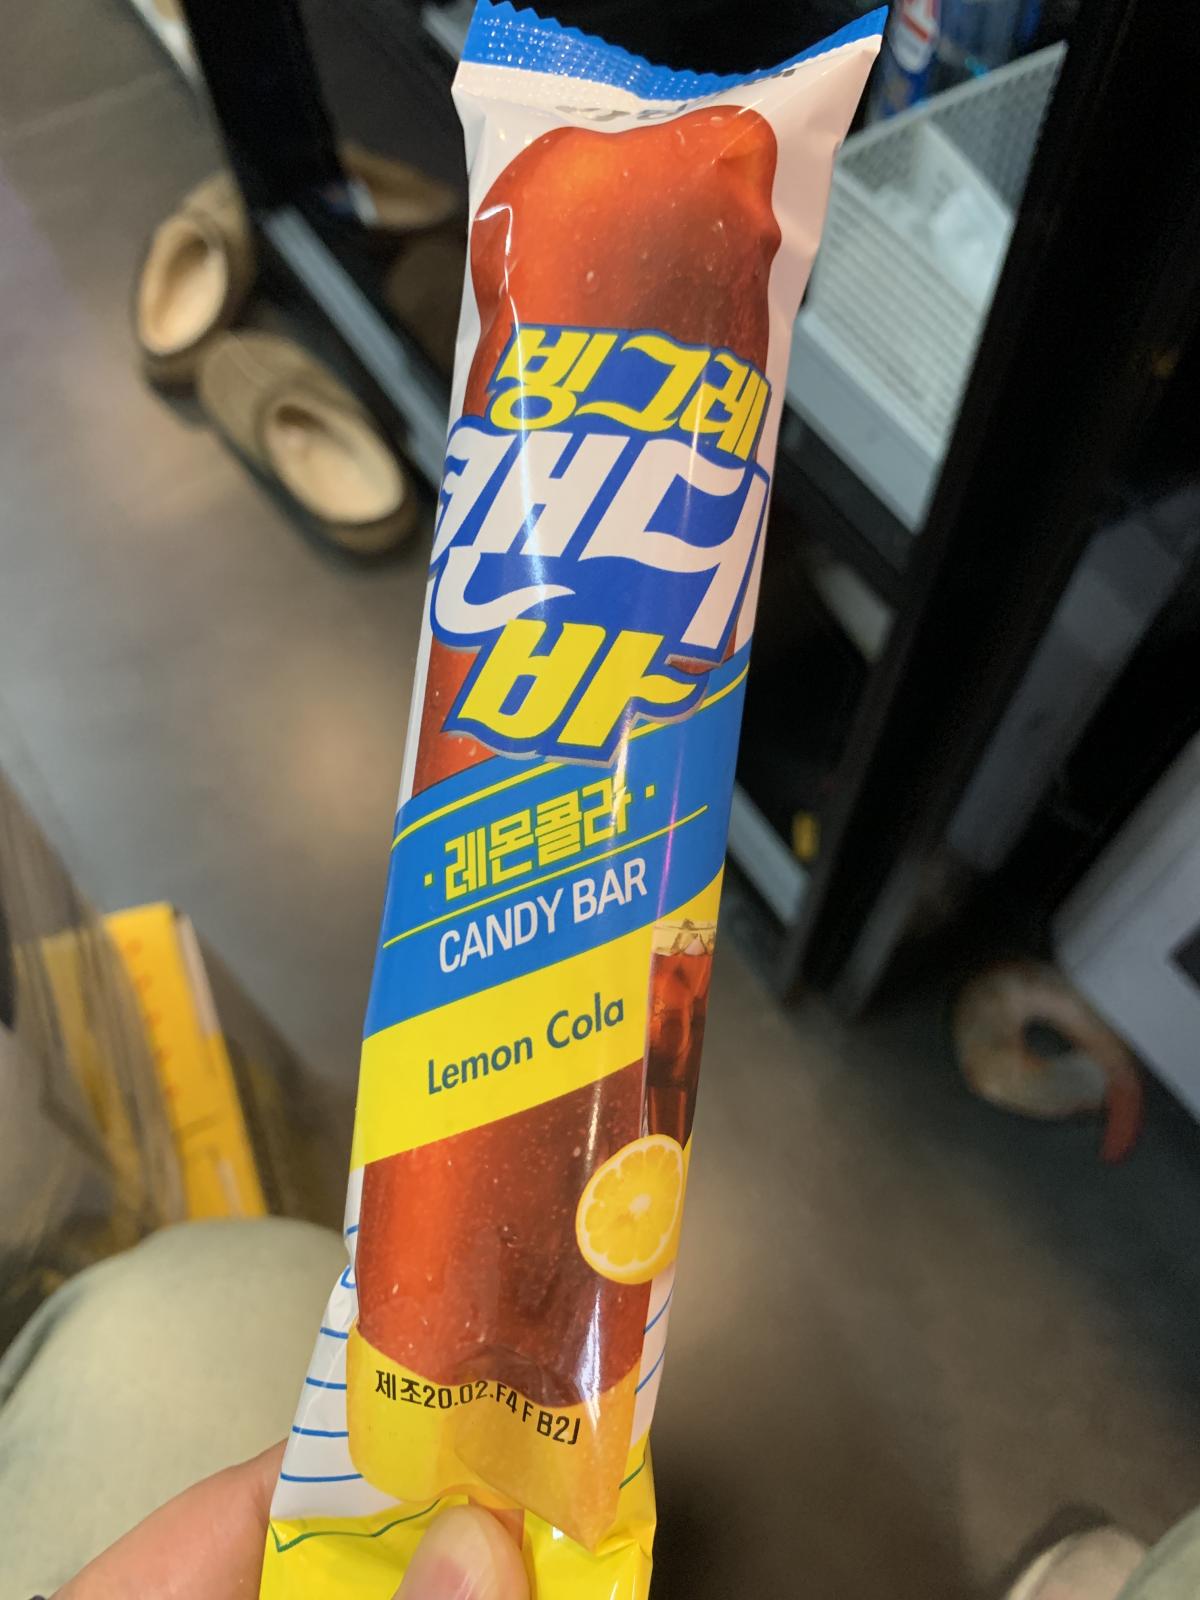 빙그레
캔디
바
·레몬콜라·
CANDY BAR
Lemon Cola
제조20.02.F4 F B2J